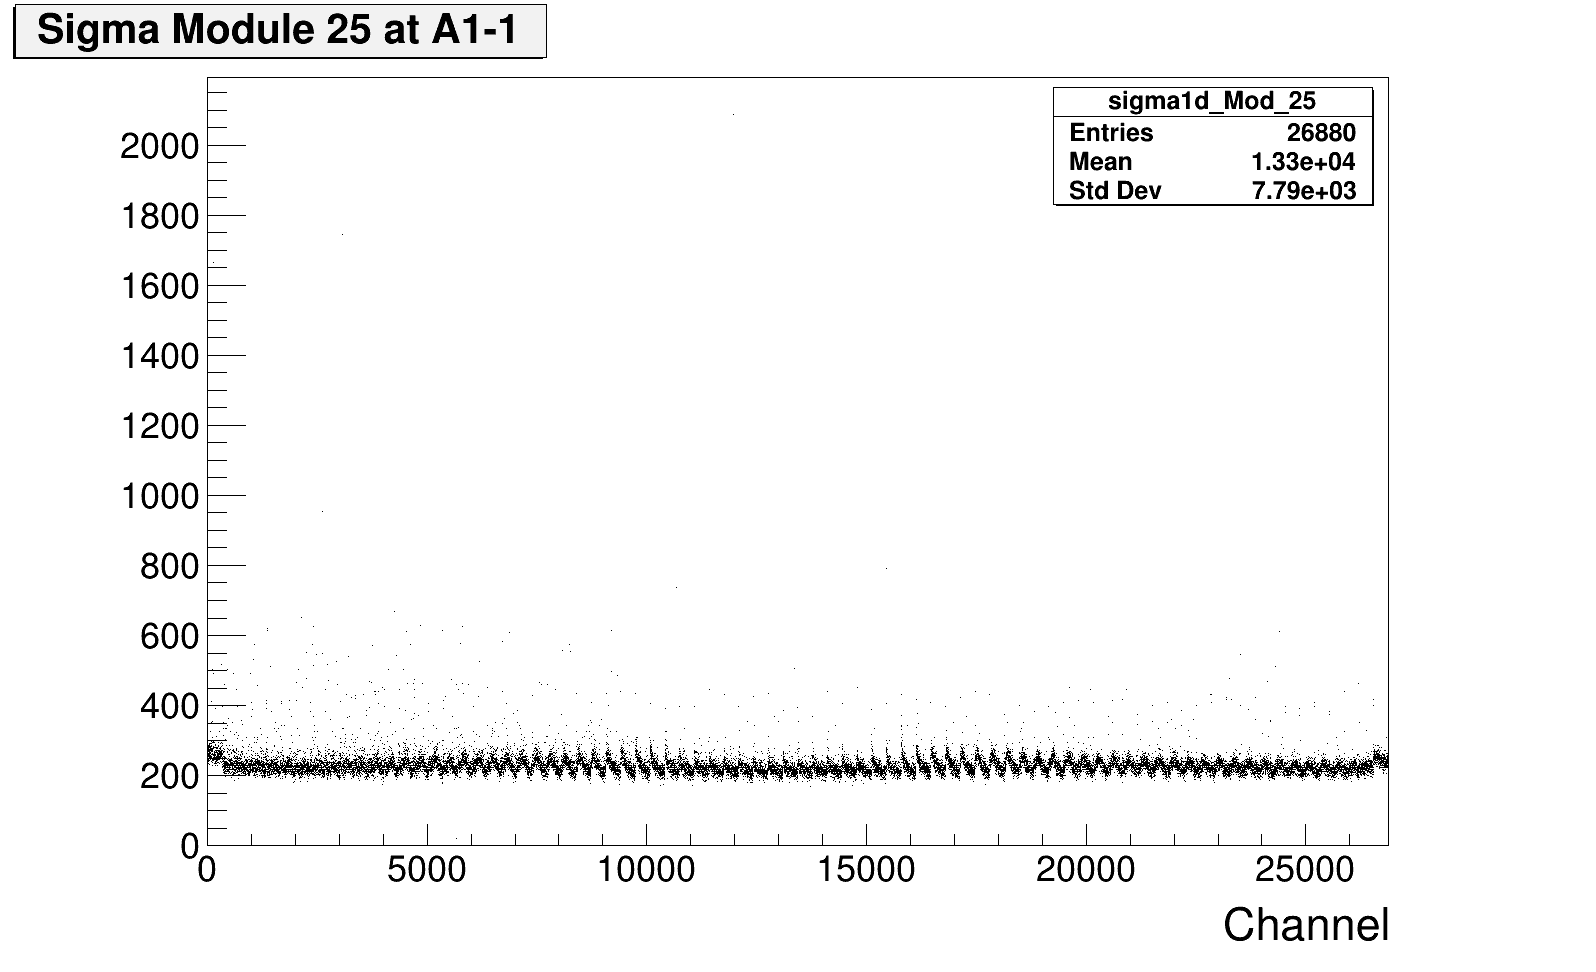 Sigma Module 25 at A1-1
sigma1d_Mod_25
Entries 26880
Mean 1.33e+04
Std Dev 7.79e+03
2000
1800
1600
1400
1200
1000
800
600
400
200
0
0 5000 10000 15000 20000 25000
Channel